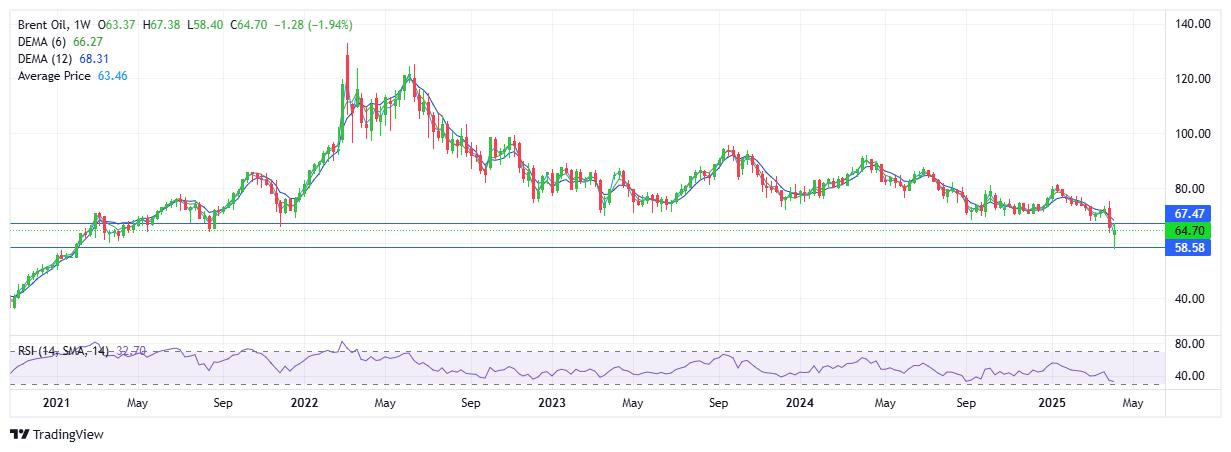 Brent Oil, 1W O63.37 H67.38 L58.40 C64.70 −1.28 (−1.94%)
DEMA (6) 66.27
DEMA (12) 68.31
Average Price 63.46
140.00
120.00
100.00
80.00
67.47
64.70
58.58
40.00
RSI (14, SMA, 14) 32.70
80.00
40.00
2021 May Sep 2022 May Sep 2023 May Sep 2024 May Sep 2025 May
TradingView